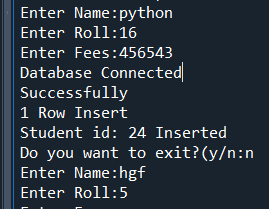 Enter Name:python
Enter Roll:16
Enter Fees:456543
Database Connected
Successfully
1 Row Insert
Student id: 24 Inserted
Do you want to exit?(y/n:n
Enter Name:hgf
Enter Roll:5